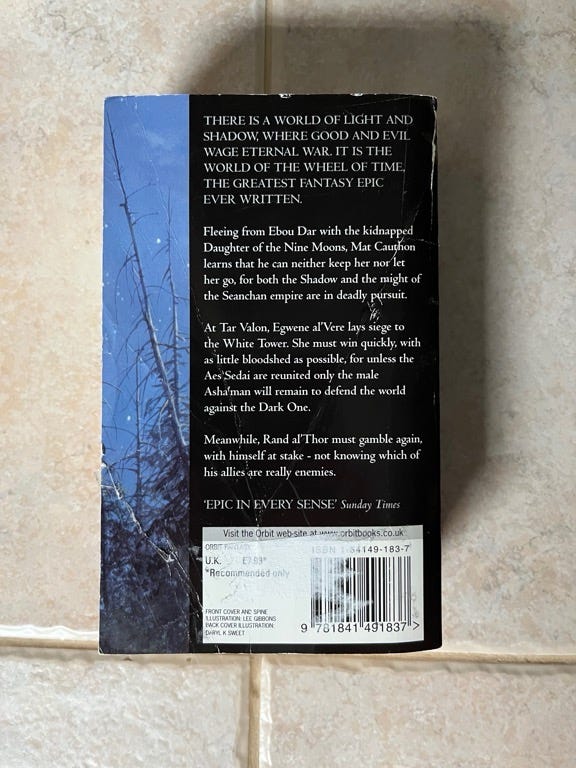 THERE IS A WORLD OF LIGHT AND
SHADOW, WHERE GOOD AND EVIL
WAGE ETERNAL WAR. IT IS THE
WORLD OF THE WHEEL OF TIME,
THE GREATEST FANTASY EPIC
EVER WRITTEN.
Fleeing from Ebou Dar with the kidnapped
Daughter of the Nine Moons, Mat Cauthon
learns that he can neither keep her nor let
her go, for both the Shadow and the might of
the Seanchan empire are in deadly pursuit.
At Tar Valon, Egwene al'Vere lays siege to
the White Tower. She must win quickly, with
as little bloodshed as possible, for unless the
Aes Sedai are reunited only the male
Asha'man will remain to defend the world
against the Dark One.
Meanwhile, Rand al'Thor must gamble again,
with himself at stake - not knowing which of
his allies are really enemies.
'EPIC IN EVERY SENSE' Sunday Times
Visit the Orbit web-site at www.orbitbooks.co.uk
ORBIT FANTASY
ISBN 1-84149-183-7
U.K. £7.99*
*Recommended only
FRONT COVER AND SPINE
ILLUSTRATION: LEE GIBBONS
BACK COVER ILLUSTRATION:
DARYL K SWEET
9 781841 491837 >